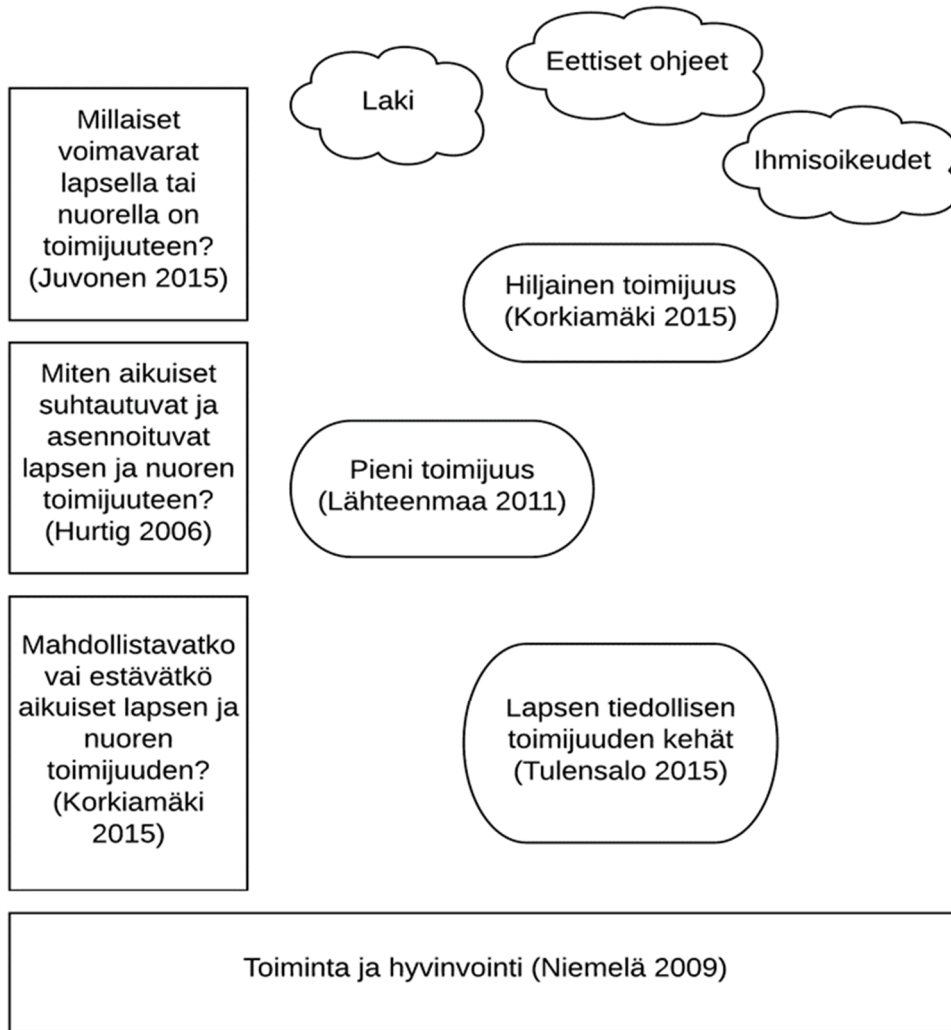 Laki
Eettiset ohjeet
Ihmisoikeudet
Millaiset
voimavarat
lapsella tai
nuorella on
toimijuuteen?
(Juvonen 2015)
Hiljainen toimijuus
(Korkiamäki 2015)
Miten aikuiset
suhtautuvat ja
asennoituvat
lapsen ja nuoren
toimijuuteen?
(Hurtig 2006)
Pieni toimijuus
(Lähteenmaa 2011)
Mahdollistavatko
vai estävätkö
aikuiset lapsen ja
nuoren
toimijuuden?
(Korkiamäki
2015)
Lapsen tiedollisen
toimijuuden kehät
(Tulensalo 2015)
Toiminta ja hyvinvointi (Niemelä 2009)